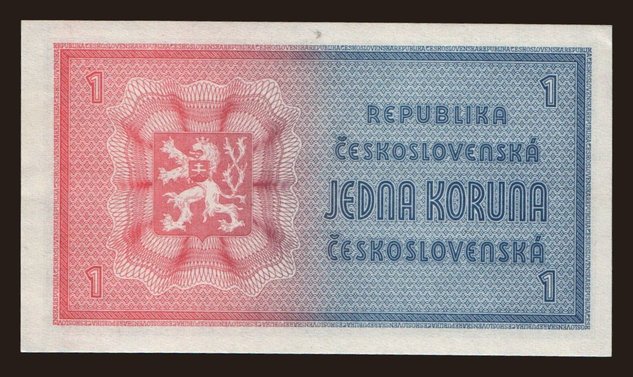 1 1
REPUBLIKA
ČESKOSLOVENSKÁ
JEDNA KORUNA
ČESKOSLOVENSKÁ
1 1